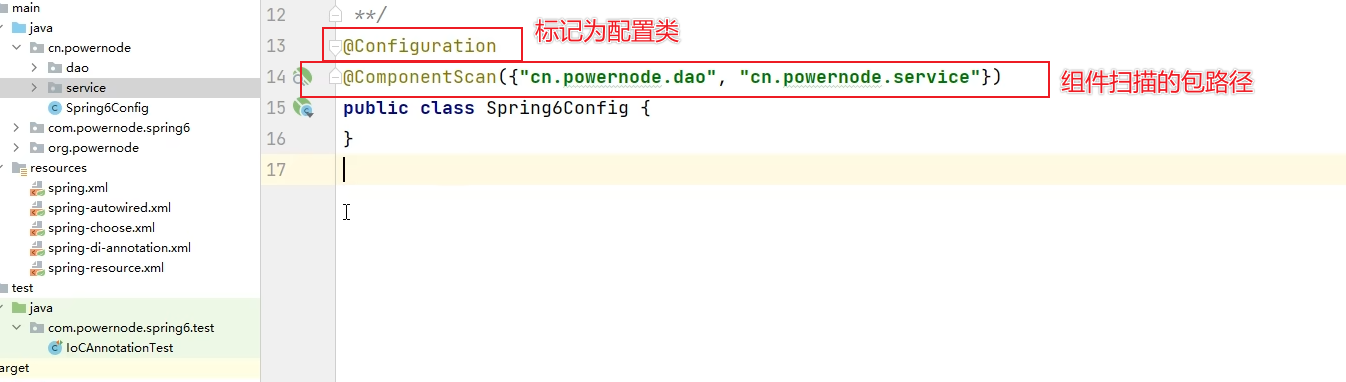 main
java
cn.powernode
dao
service
Spring6Config
com.powernode.spring6
org.powernode
resources
spring.xml
spring-autowired.xml
spring-choose.xml
spring-di-annotation.xml
spring-resource.xml
test
java
com.powernode.spring6.test
IoCAnnotationTest
arget
12 **/
13 @Configuration 标记为配置类
14 @ComponentScan({"cn.powernode.dao", "cn.powernode.service"}) 组件扫描的包路径
15 public class Spring6Config {
16 }
17